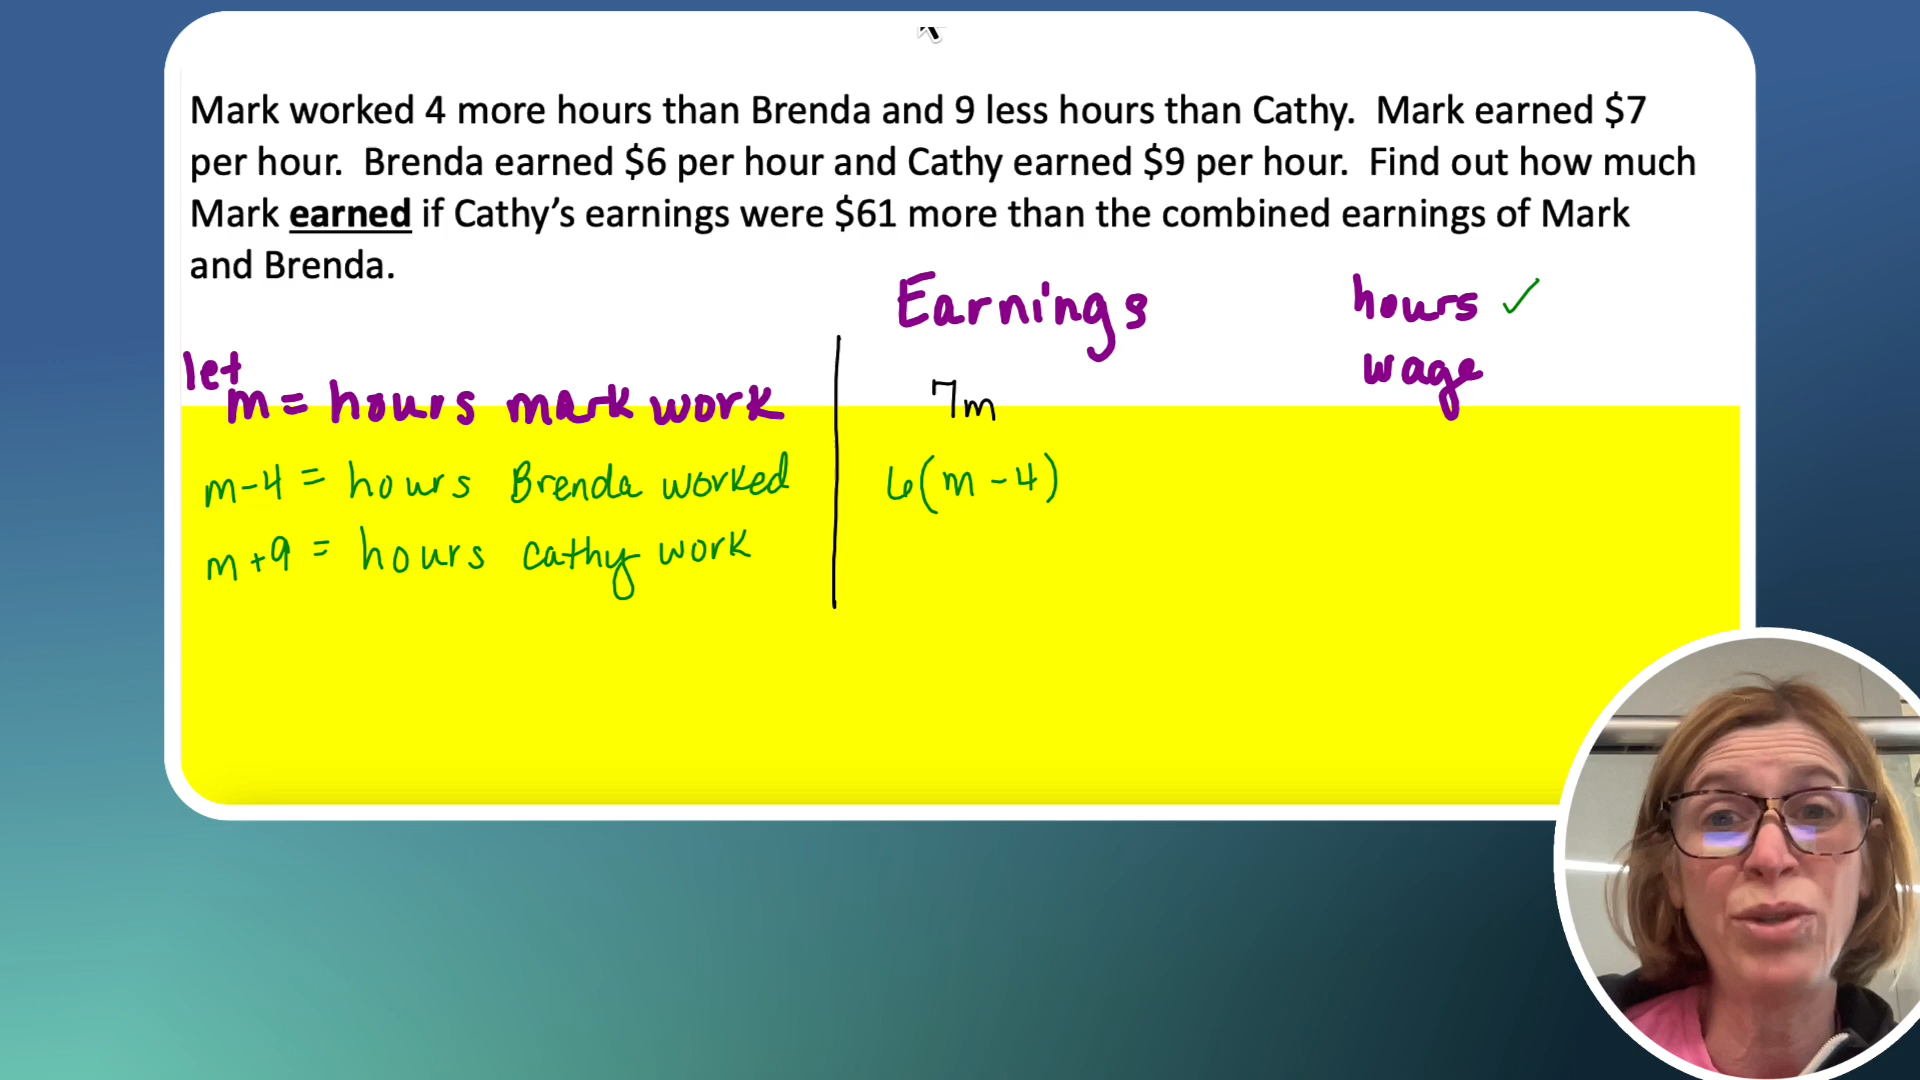 Mark worked 4 more hours than Brenda and 9 less hours than Cathy. Mark earned $7
per hour. Brenda earned $6 per hour and Cathy earned $9 per hour. Find out how much
Mark earned if Cathy’s earnings were $61 more than the combined earnings of Mark
and Brenda.
Earnings
hours ✓
wage
let
m = hours mark work
7m
m-4 = hours Brenda worked
6(m-4)
m+9 = hours cathy work